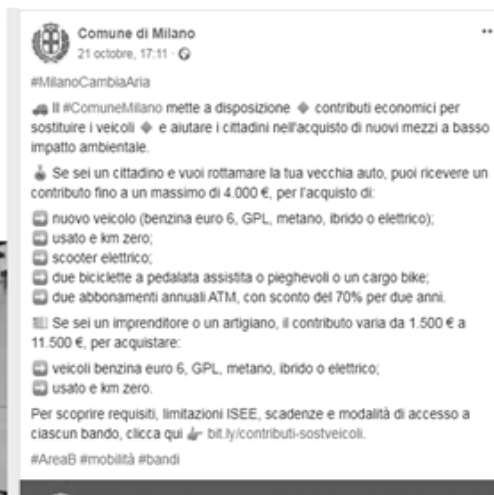 Comune di Milano
21 octobre, 17:11 ·
#MilanoCambiaAria
Il #ComuneMilano mette a disposizione contributi economici per
sostituire i veicoli e aiutare i cittadini nell'acquisto di nuovi mezzi a basso
impatto ambientale.
Se sei un cittadino e vuoi rottamare la tua vecchia auto, puoi ricevere un
contributo fino a un massimo di 4.000 €, per l'acquisto di:
nuovo veicolo (benzina euro 6, GPL, metano, ibrido o elettrico);
usato e km zero;
scooter elettrico;
due biciclette a pedalata assistita o pieghevoli o un cargo bike;
due abbonamenti annuali ATM, con sconto del 70% per due anni.
Se sei un imprenditore o un artigiano, il contributo varia da 1.500 € a
11.500 €, per acquistare:
veicoli benzina euro 6, GPL, metano, ibrido o elettrico;
usato e km zero.
Per scoprire requisiti, limitazioni ISEE, scadenze e modalità di accesso a
ciascun bando, clicca qui bit.ly/contributi-sostveicoli.
#AreaB #mobilità #bandi